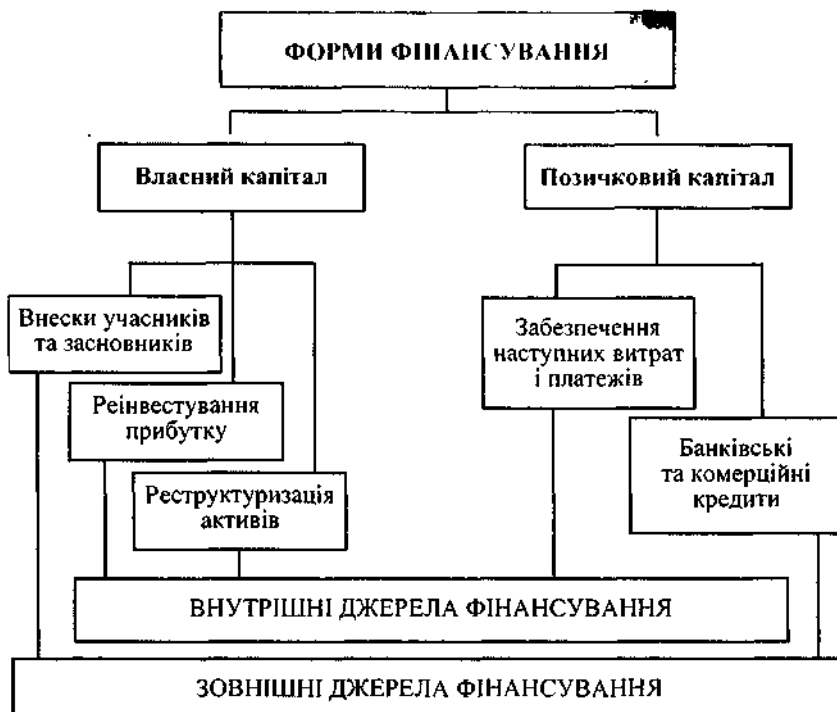 ФОРМИ ФІНАНСУВАННЯ
Власний капітал
Позичковий капітал
Внески учасників
та засновників
Реінвестування
прибутку
Реструктуризація
активів
Забезпечення
наступних витрат
і платежів
Банківські
та комерційні
кредити
ВНУТРІШНІ ДЖЕРЕЛА ФІНАНСУВАННЯ
ЗОВНІШНІ ДЖЕРЕЛА ФІНАНСУВАННЯ